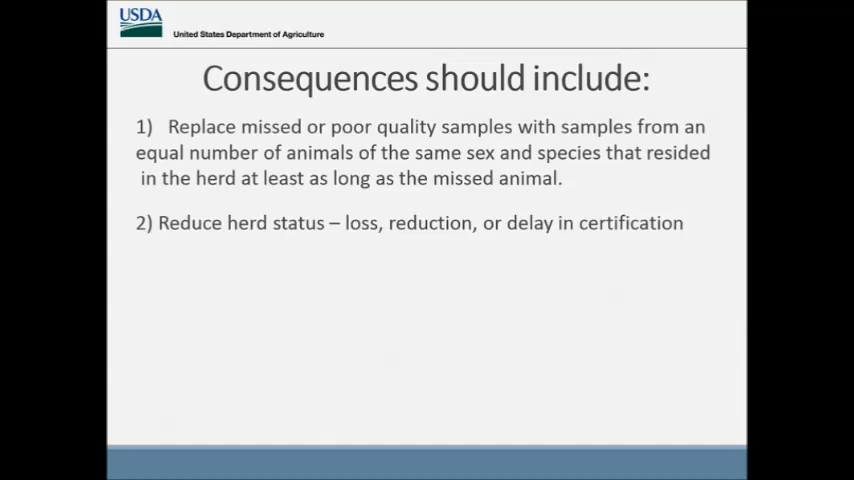 USDA
United States Department of Agriculture
Consequences should include:
1) Replace missed or poor quality samples with samples from an
equal number of animals of the same sex and species that resided
in the herd at least as long as the missed animal.
2) Reduce herd status – loss, reduction, or delay in certification